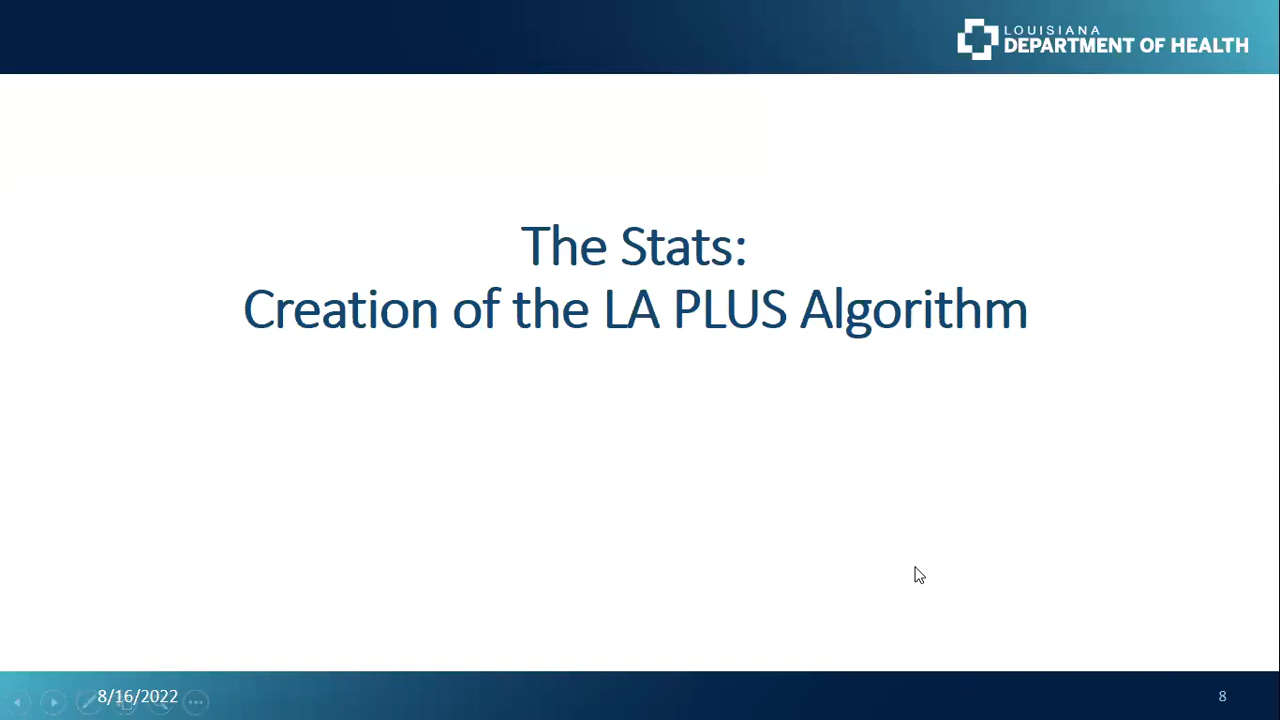 LOUISIANA
DEPARTMENT OF HEALTH
The Stats:
Creation of the LA PLUS Algorithm
8/16/2022
8